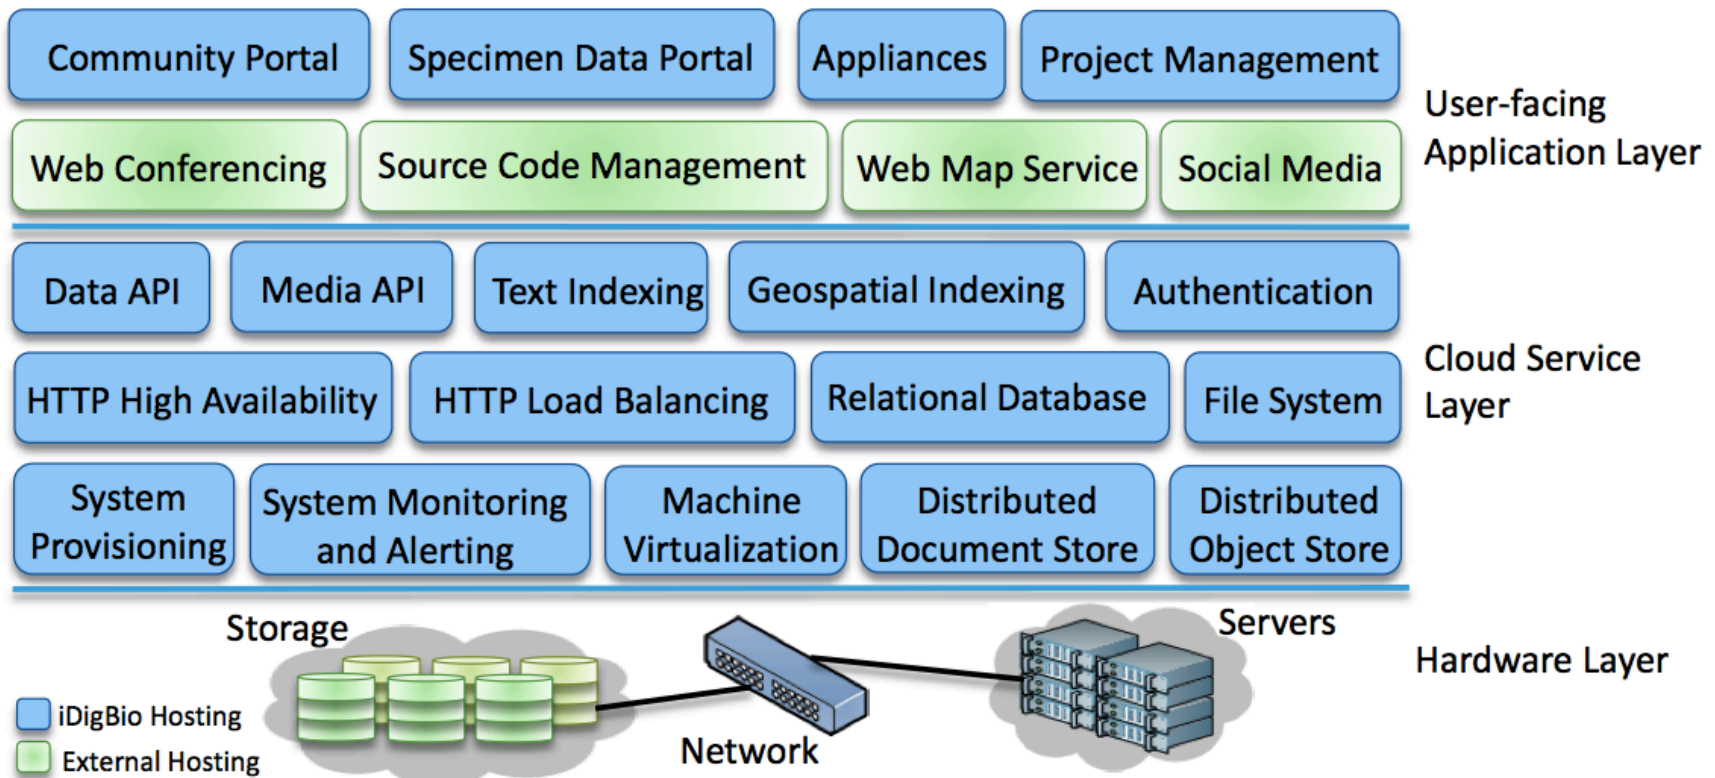 Community Portal
Specimen Data Portal
Appliances
Project Management
User-facing
Application Layer
Web Conferencing
Source Code Management
Web Map Service
Social Media
Data API
Media API
Text Indexing
Geospatial Indexing
Authentication
HTTP High Availability
HTTP Load Balancing
Relational Database
File System
Cloud Service
Layer
System
Provisioning
System Monitoring
and Alerting
Machine
Virtualization
Distributed
Document Store
Distributed
Object Store
Storage
Network
Servers
Hardware Layer
iDigBio Hosting
External Hosting